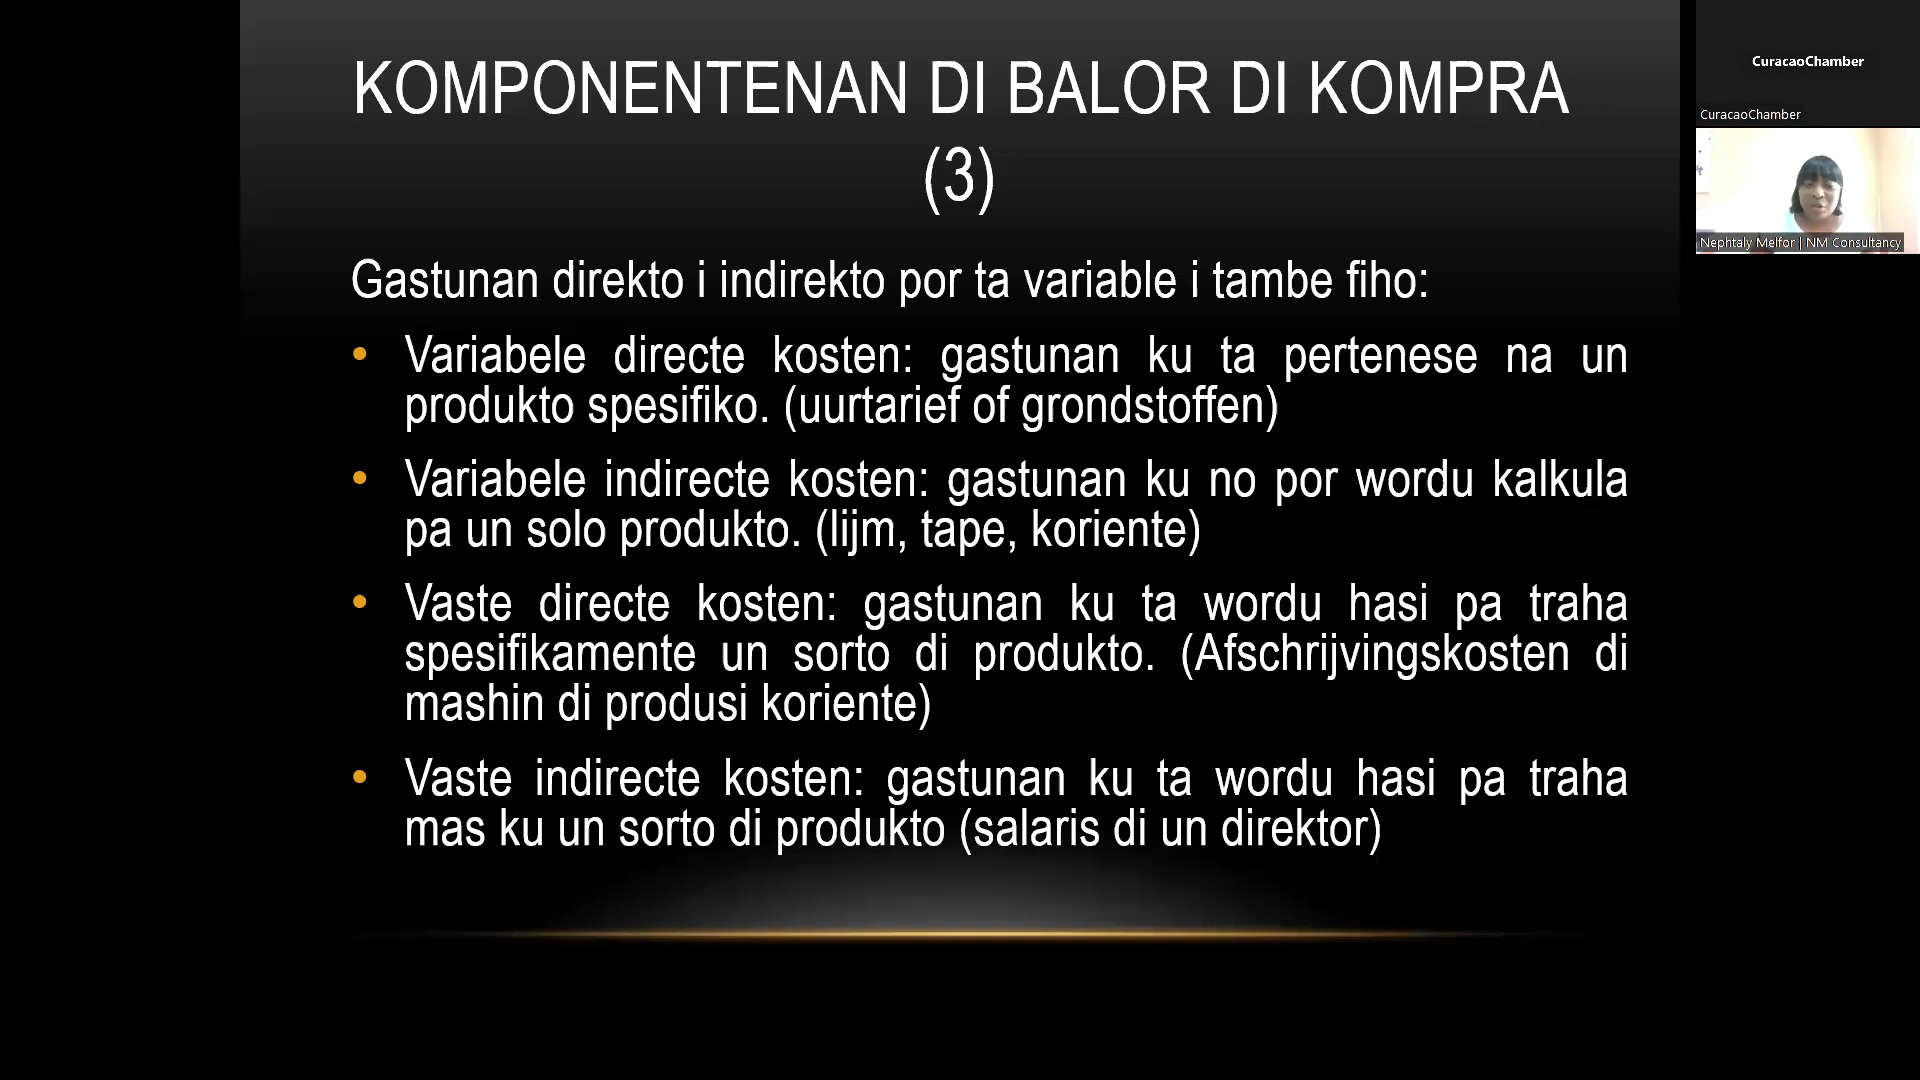 KOMPONENTENAN DI BALOR DI KOMPRA
(3)
Gastunan direkto i indirekto por ta variable i tambe fiho:
• Variabele directe kosten: gastunan ku ta pertenese na un
produkto spesifiko. (uurtarief of grondstoffen)
• Variabele indirecte kosten: gastunan ku no por wordu kalkula
pa un solo produkto. (lijm, tape, koriente)
• Vaste directe kosten: gastunan ku ta wordu hasi pa traha
spesifikamente un sorto di produkto. (Afschrijvingskosten di
mashin di produsi koriente)
• Vaste indirecte kosten: gastunan ku ta wordu hasi pa traha
mas ku un sorto di produkto (salaris di un direktor)
CuracaoChamber
CuracaoChamber
Nephtaly Melfor | NM Consultancy